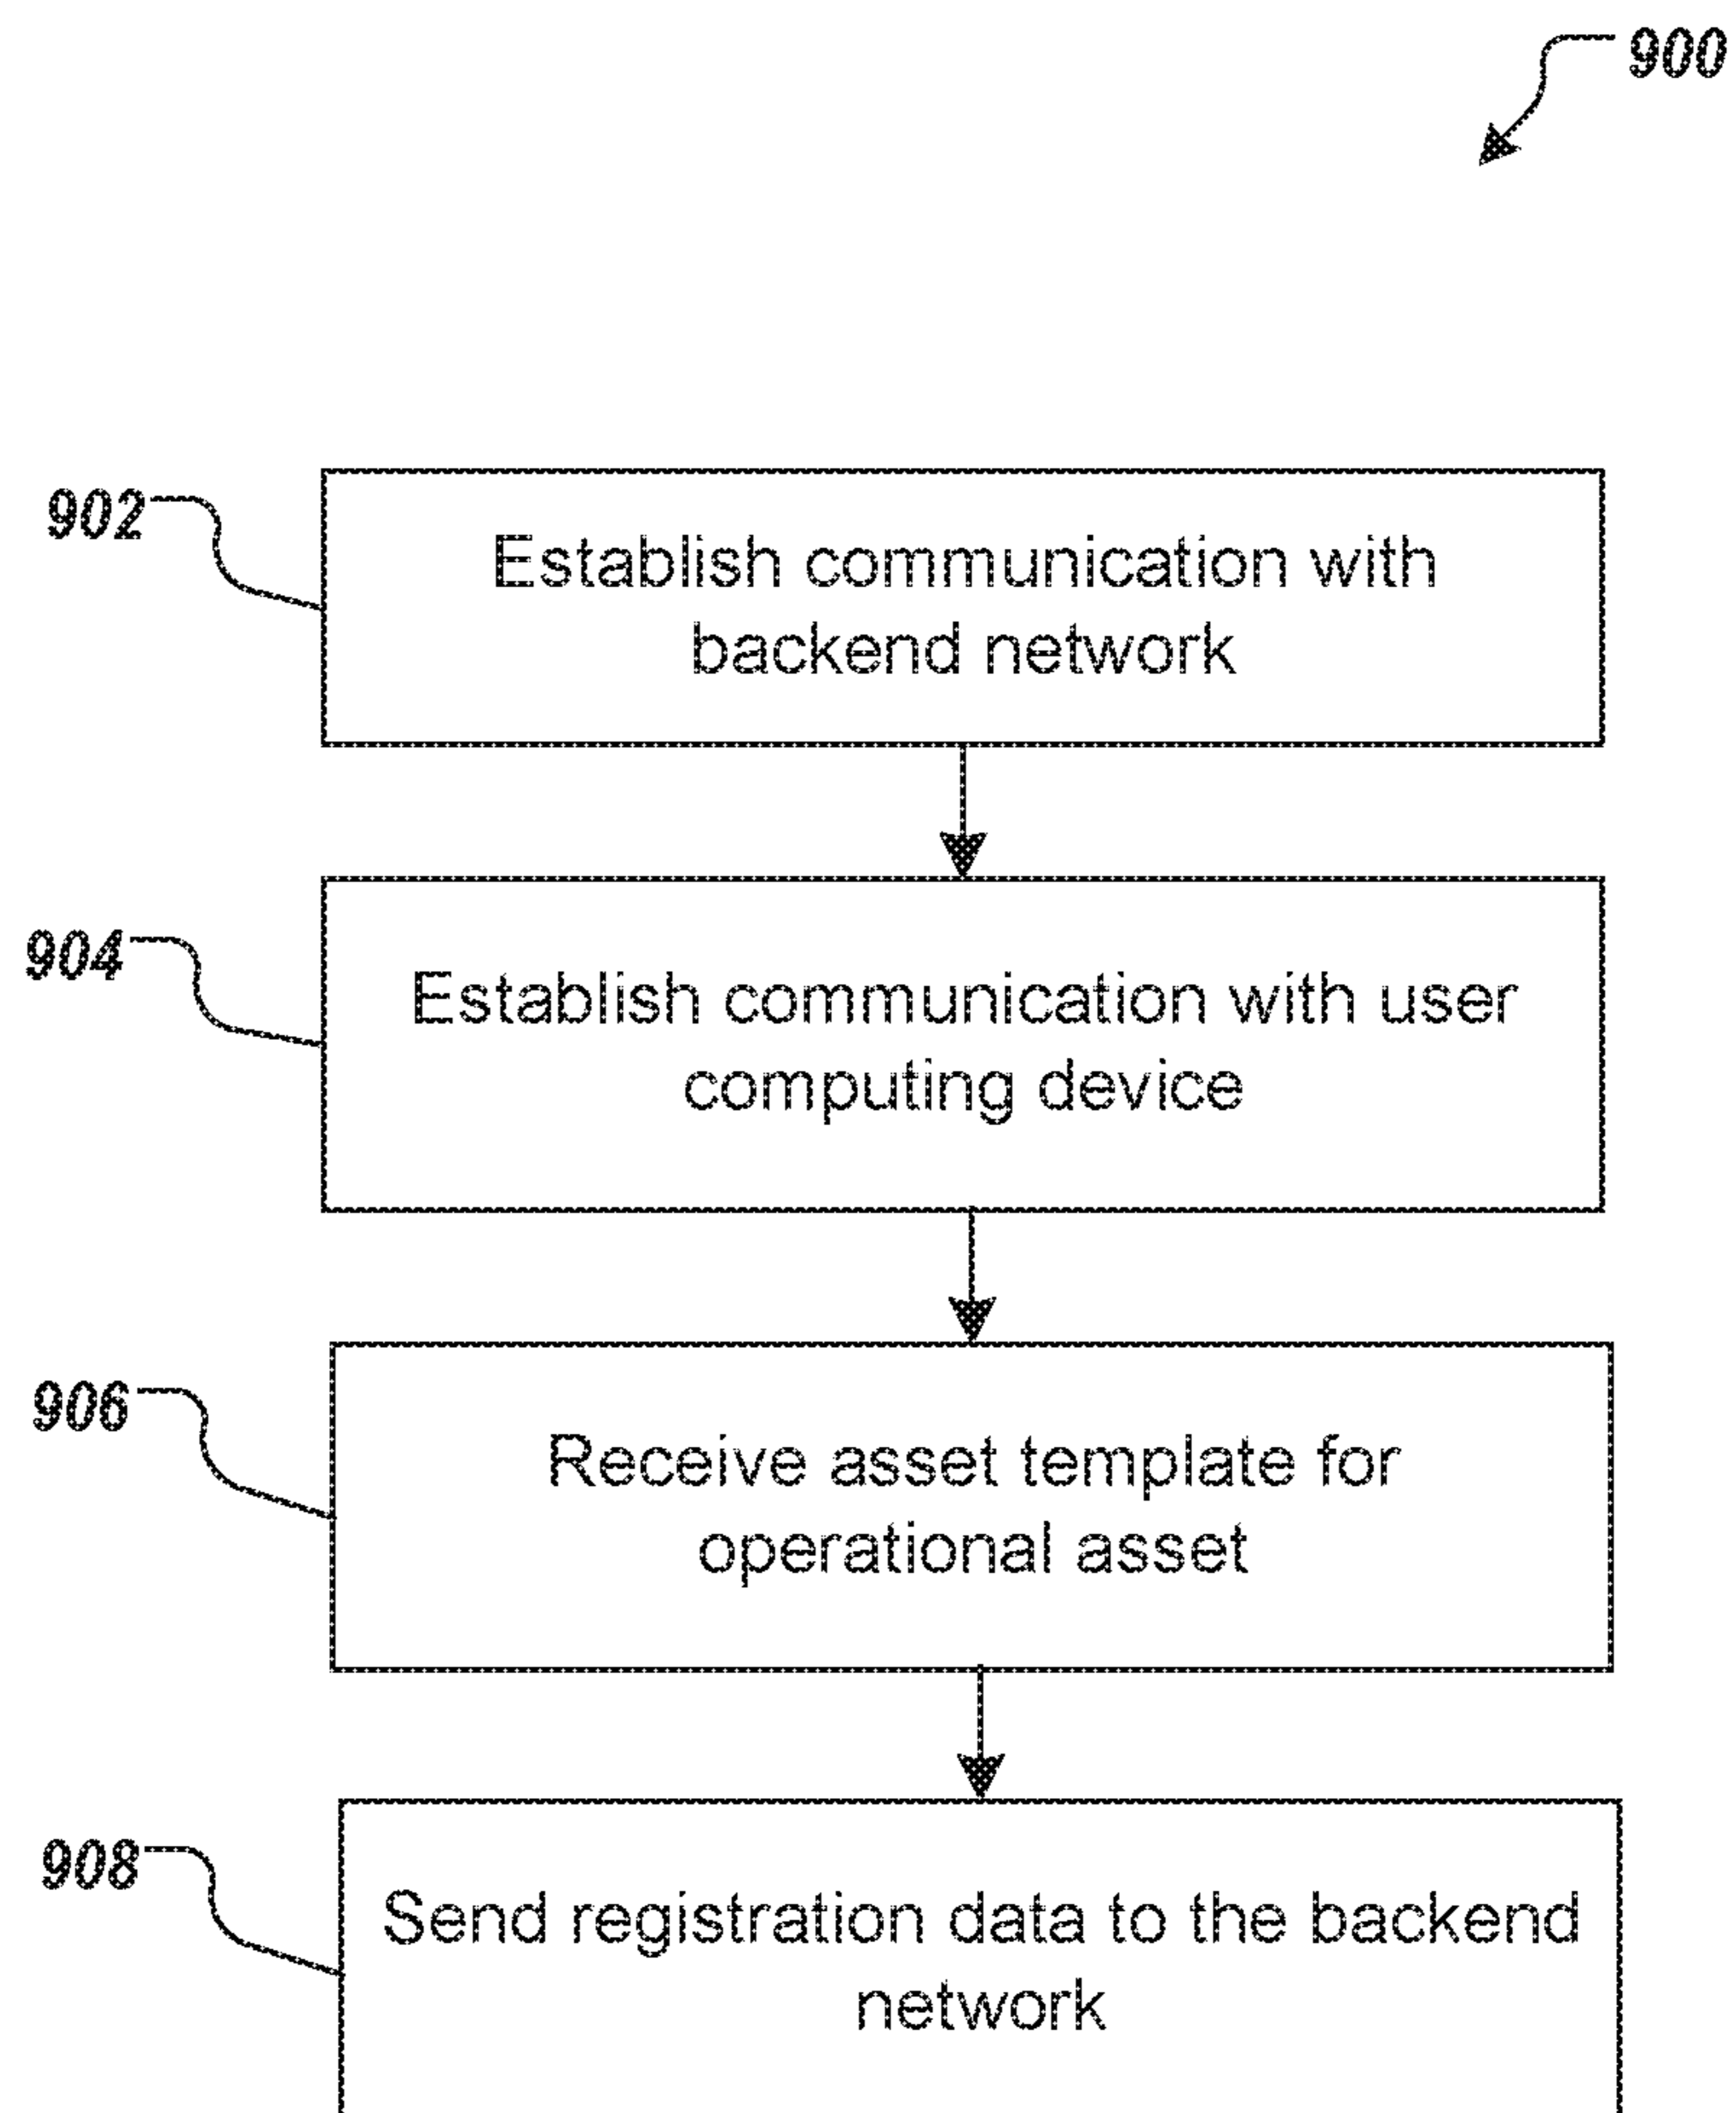 900
902
Establish communication with
backend network
904
Establish communication with user
computing device
906
Receive asset template for
operational asset
908
Send registration data to the backend
network